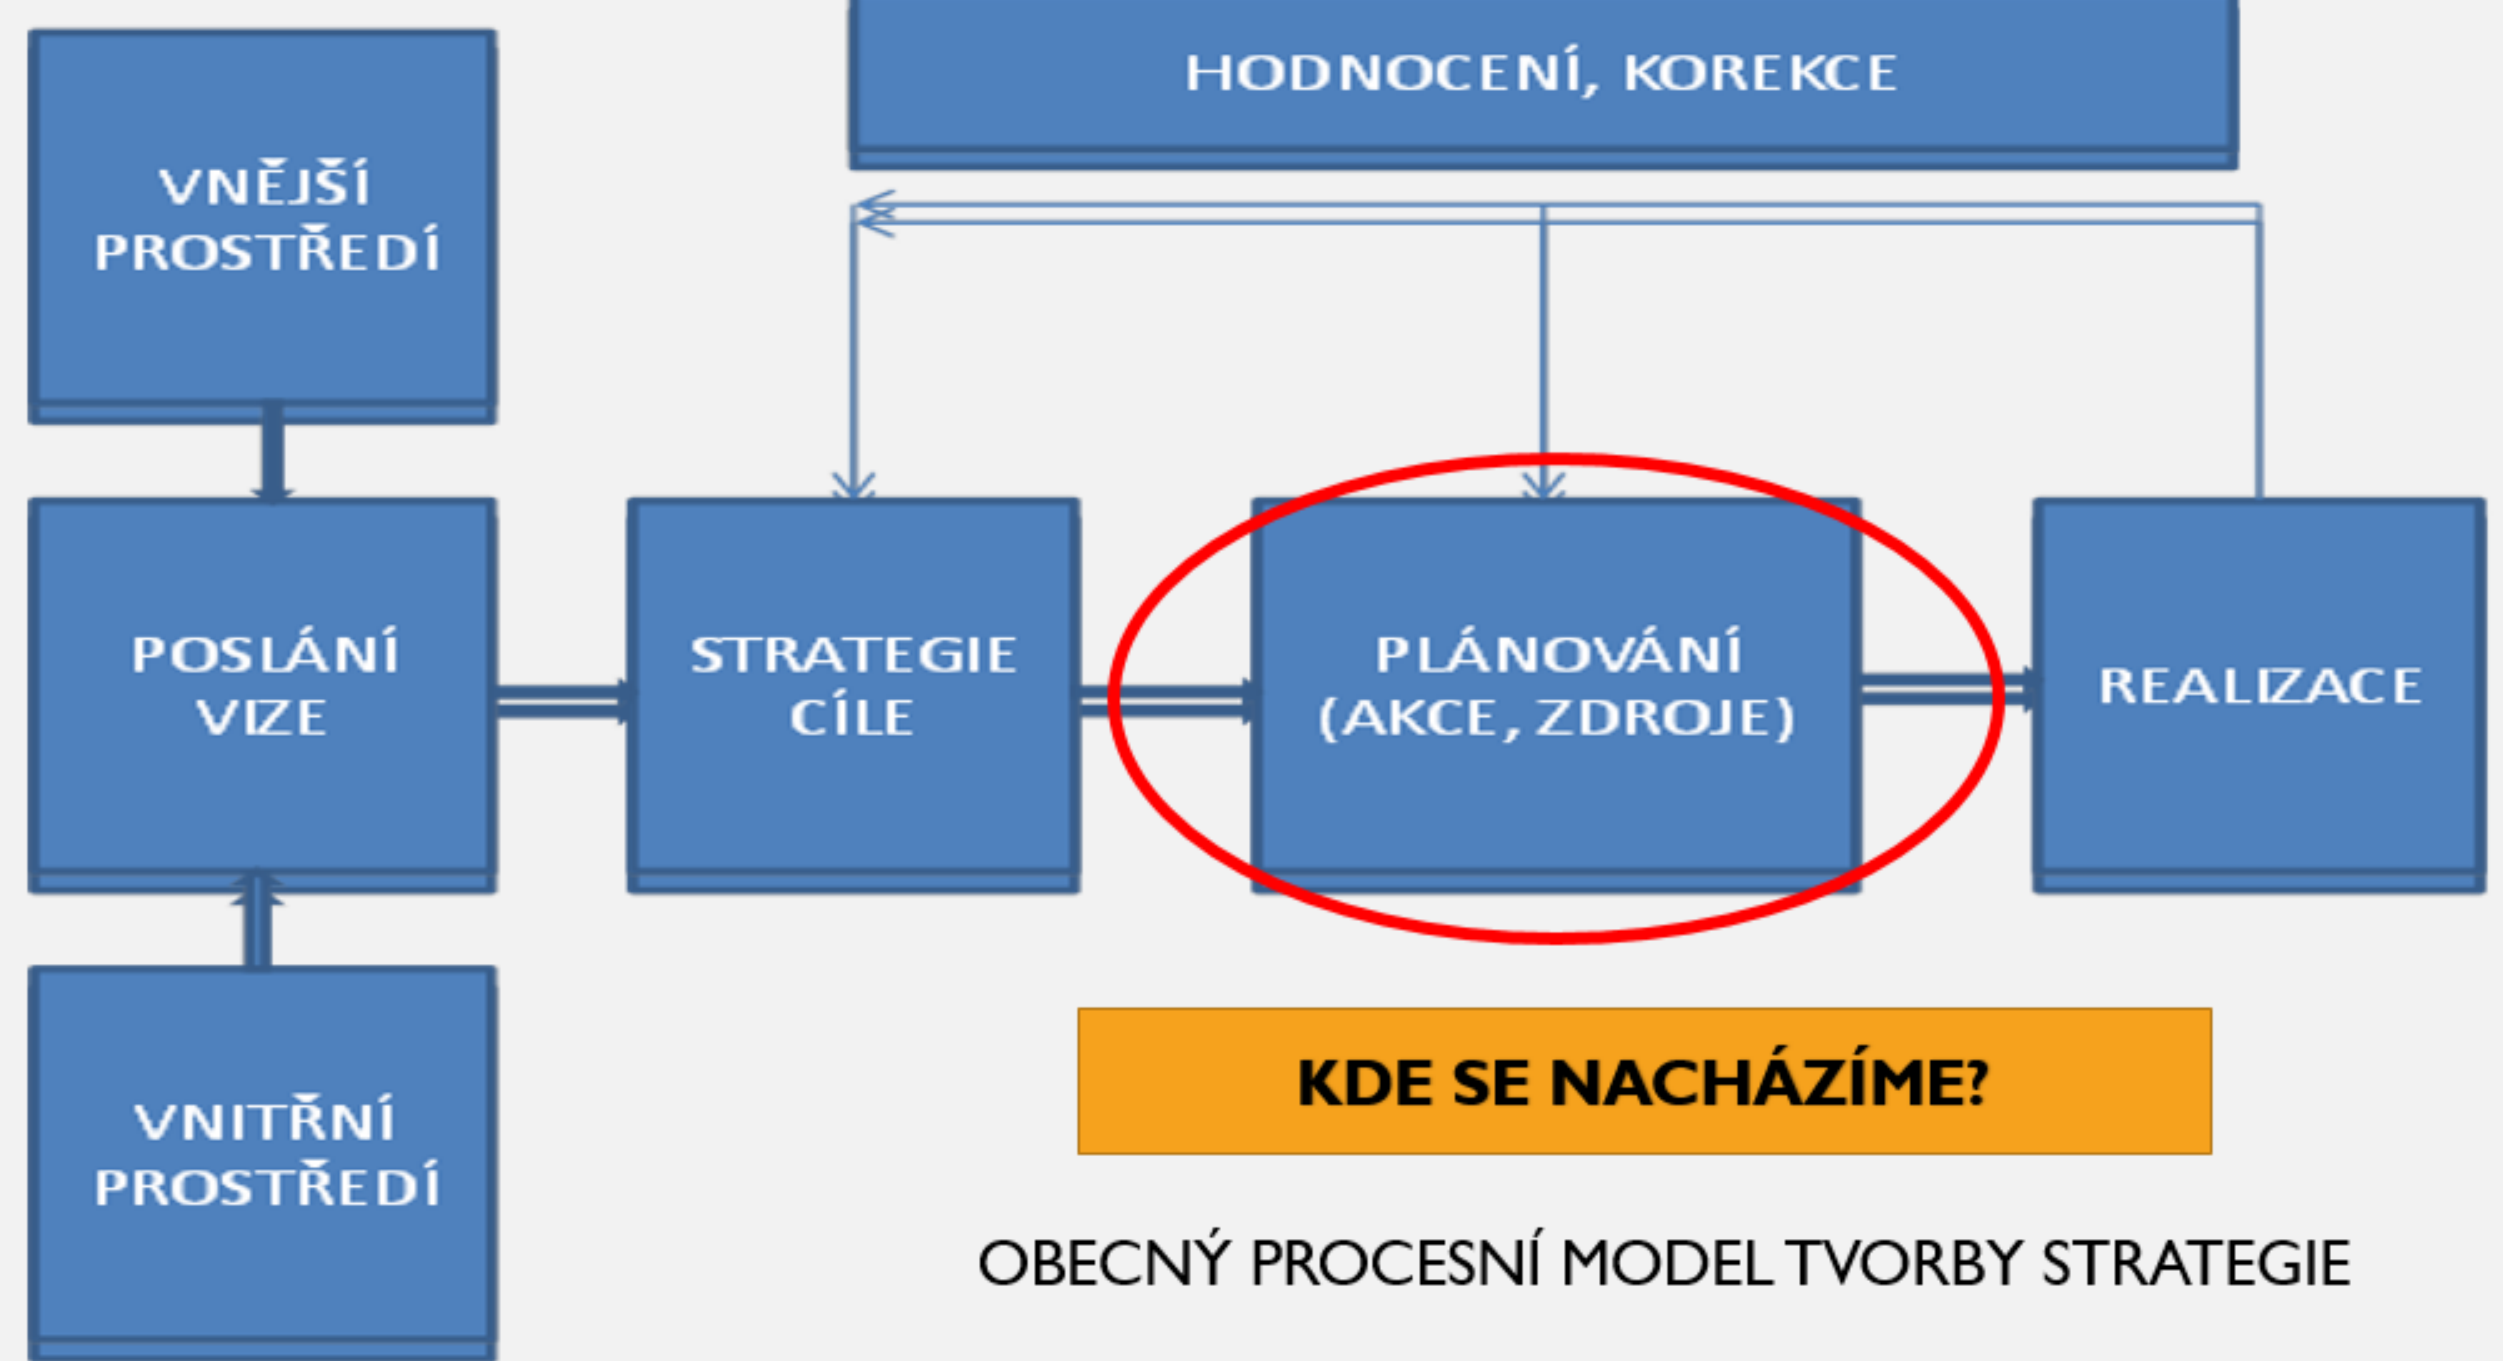 HODNOCENÍ, KOREKCE
VNĚJŠÍ
PROSTŘEDÍ
POSLÁNÍ
VIZE
STRATEGIE
CÍLE
PLÁNOVÁNÍ
(AKCE, ZDROJE)
REALIZACE
VNITŘNÍ
PROSTŘEDÍ
KDE SE NACHÁZÍME?
OBECNÝ PROCESNÍ MODEL TVORBY STRATEGIE